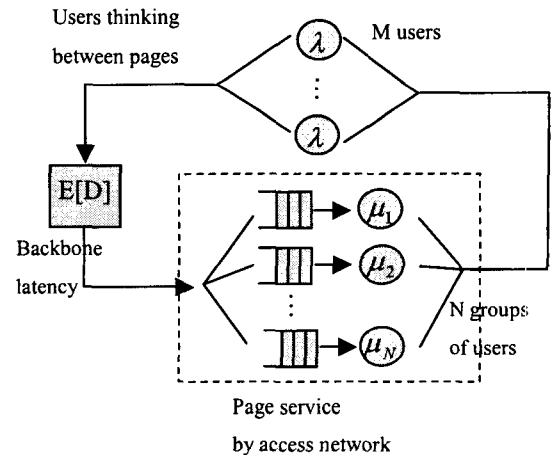 Users thinking
between pages
M users
λ
λ
E[D]
Backbone
latency
μ1
μ2
μN
N groups
of users
Page service
by access network